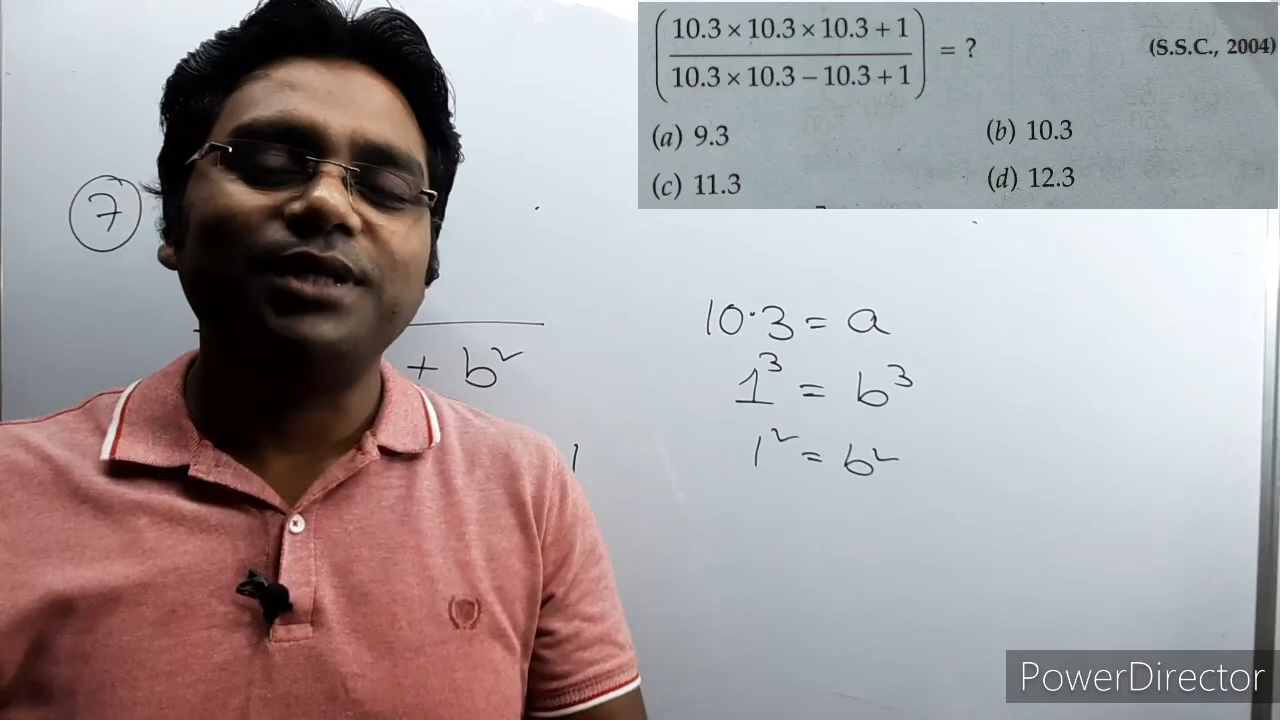 ( 10.3 × 10.3 × 10.3 + 1 / 10.3 × 10.3 − 10.3 + 1 ) = ? (S.S.C., 2004)
(a) 9.3 (b) 10.3
(c) 11.3 (d) 12.3
7
+ b²
10.3 = a
1³ = b³
1² = b²
PowerDirector